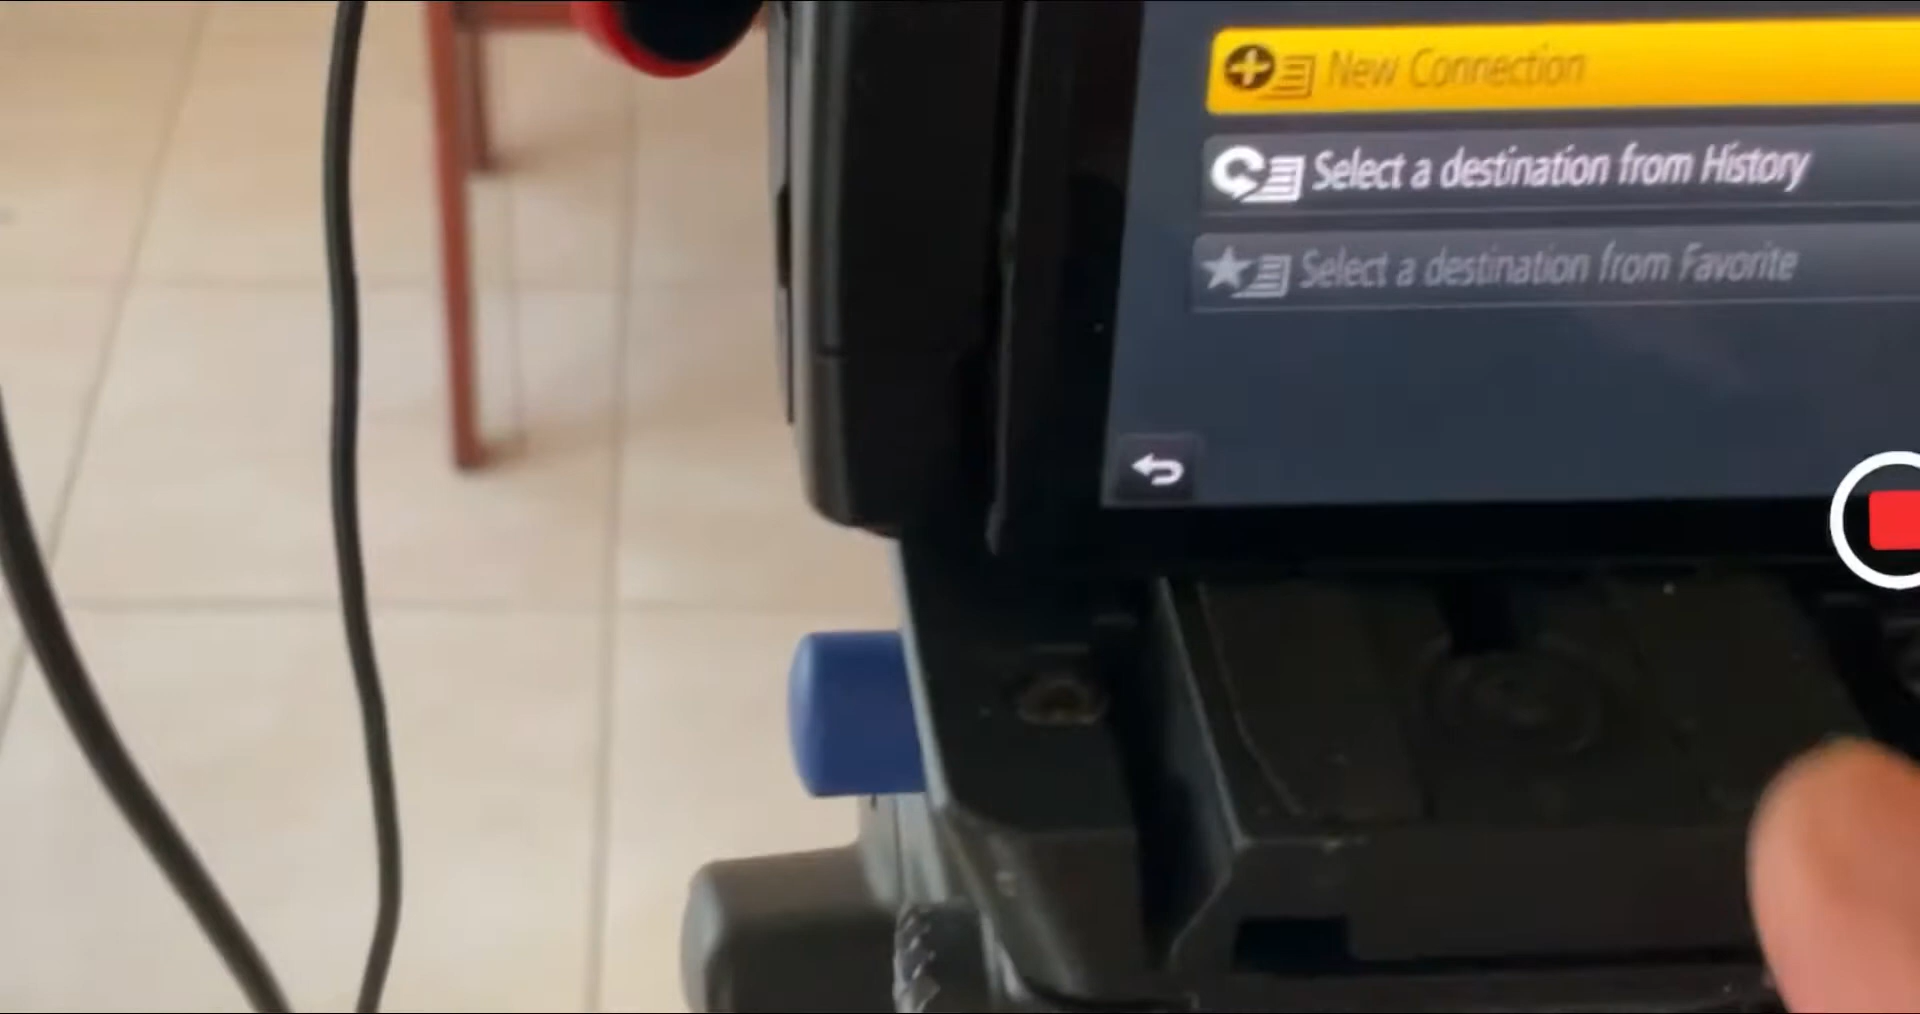 New Connection
Select a destination from History
Select a destination from Favorite